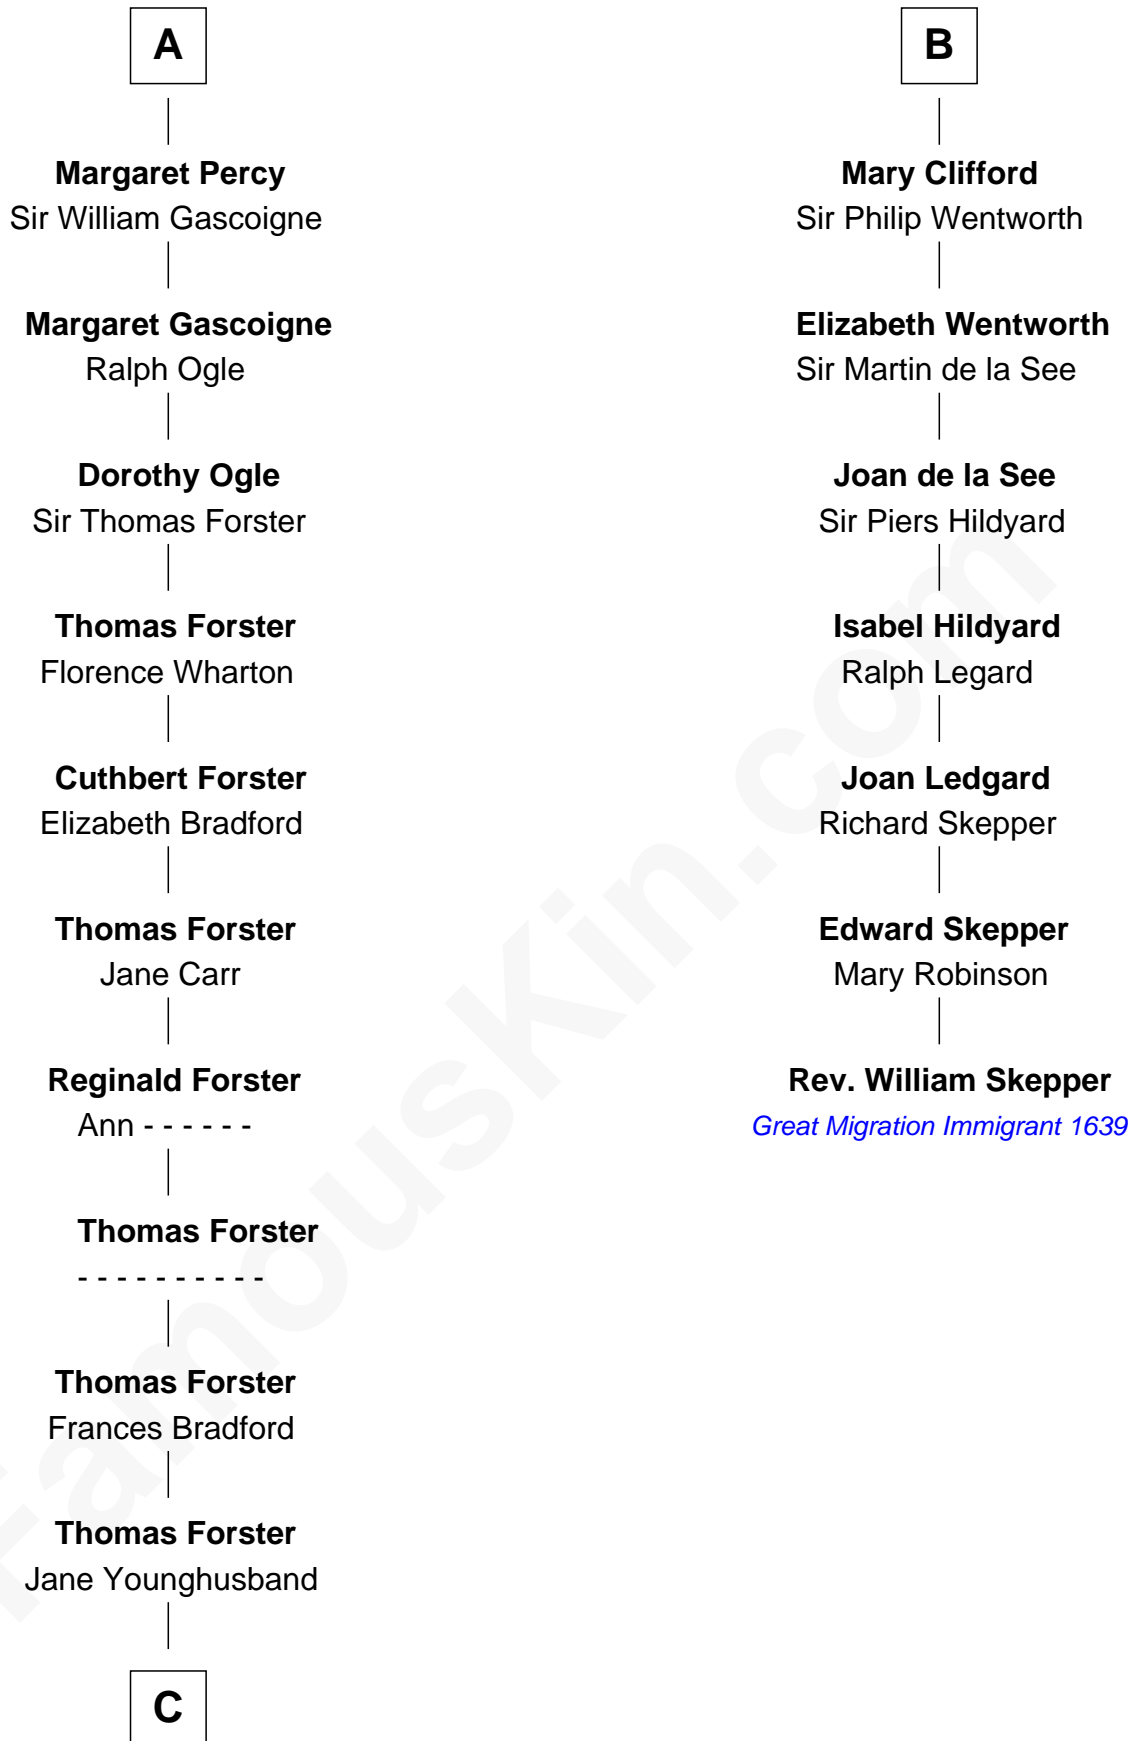 A
Margaret Percy
Sir William Gascoigne
Margaret Gascoigne
Ralph Ogle
Dorothy Ogle
Sir Thomas Forster
Thomas Forster
Florence Wharton
Cuthbert Forster
Elizabeth Bradford
Thomas Forster
Jane Carr
Reginald Forster
Ann - - - - - -
Thomas Forster
- - - - - - - - - -
Thomas Forster
Frances Bradford
Thomas Forster
Jane Younghusband
C
B
Mary Clifford
Sir Philip Wentworth
Elizabeth Wentworth
Sir Martin de la See
Joan de la See
Sir Piers Hildyard
Isabel Hildyard
Ralph Legard
Joan Ledgard
Richard Skepper
Edward Skepper
Mary Robinson
Rev. William Skepper
Great Migration Immigrant 1639
FamousKin.com